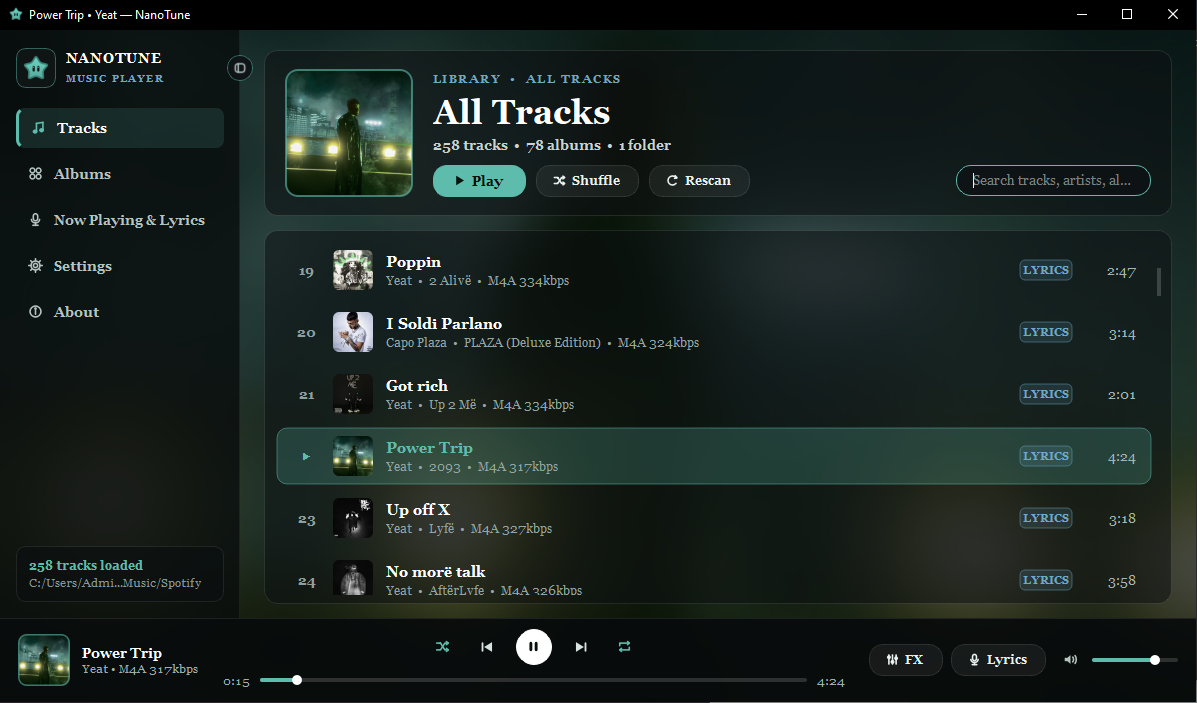 Power Trip • Yeat — NanoTune
NANOTUNE
MUSIC PLAYER
Tracks
Albums
Now Playing & Lyrics
Settings
About
258 tracks loaded
C:/Users/Admi...Music/Spotify
LIBRARY • ALL TRACKS
All Tracks
258 tracks • 78 albums • 1 folder
Play
Shuffle
Rescan
Search tracks, artists, al...
19
Poppin
Yeat • 2 Alivë • M4A 334kbps
LYRICS
2:47
20
I Soldi Parlano
Capo Plaza • PLAZA (Deluxe Edition) • M4A 324kbps
LYRICS
3:14
21
Got rich
Yeat • Up 2 Më • M4A 334kbps
LYRICS
2:01
Power Trip
Yeat • 2093 • M4A 317kbps
LYRICS
4:24
23
Up off X
Yeat • Lyfë • M4A 327kbps
LYRICS
3:18
24
No morë talk
Yeat • AftërLyfe • M4A 326kbps
LYRICS
3:58
Power Trip
Yeat • M4A 317kbps
0:15
4:24
FX
Lyrics